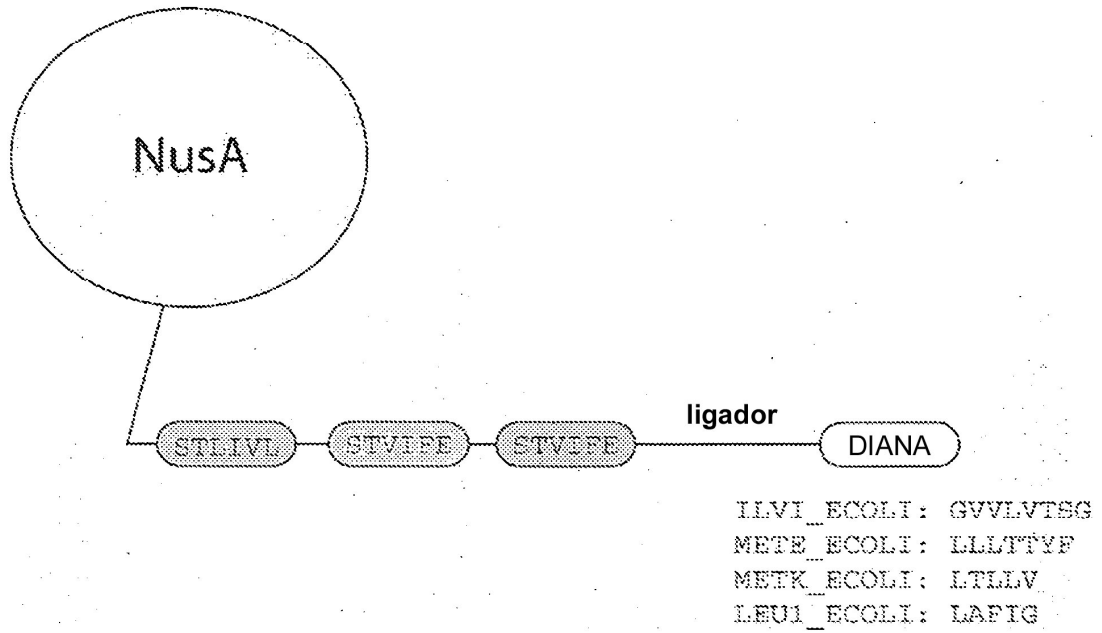 NusA
ligador
STLIVL STVIFE STVIFE DIANA
ILVI_ECOLI: GVVLVTSG
METE_ECOLI: LLLTTYF
METK_ECOLI: LTLLV
LEU1_ECOLI: LAFIG